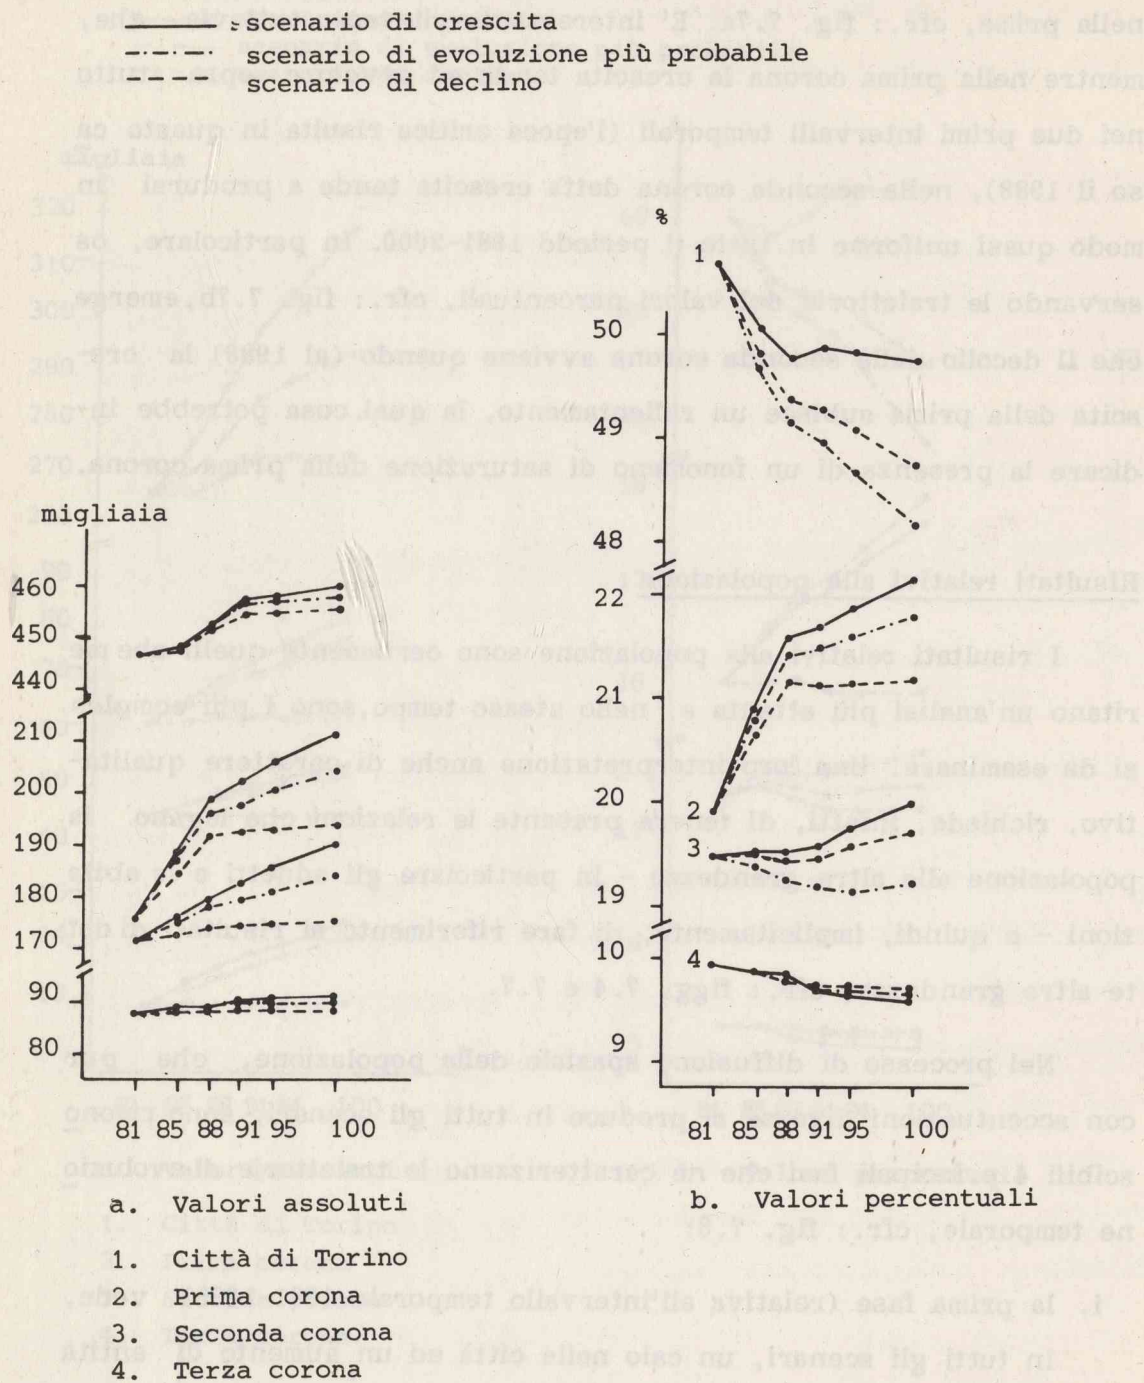 scenario di crescita
scenario di evoluzione più probabile
scenario di declino
migliaia
460
450
440
210
200
190
180
170
90
80
81 85 88 91 95 100
a. Valori assoluti
%
1
50
49
48
22
21
20
2
3
19
10
4
9
81 85 88 91 95 100
b. Valori percentuali
1. Città di Torino
2. Prima corona
3. Seconda corona
4. Terza corona